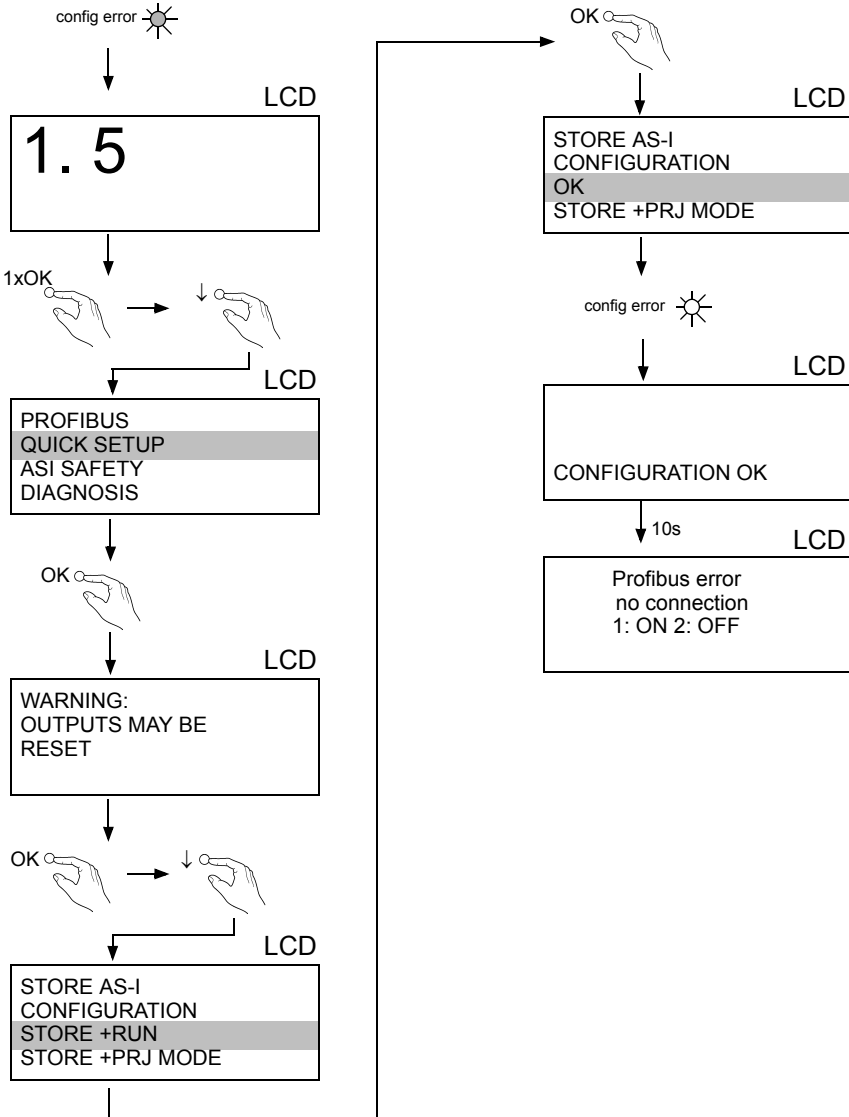 config error
LCD
1. 5
1xOK
↓
LCD
PROFIBUS
QUICK SETUP
ASI SAFETY
DIAGNOSIS
OK
LCD
WARNING:
OUTPUTS MAY BE
RESET
OK
↓
LCD
STORE AS-I
CONFIGURATION
STORE +RUN
STORE +PRJ MODE
OK
LCD
STORE AS-I
CONFIGURATION
OK
STORE +PRJ MODE
config error
LCD
CONFIGURATION OK
10s
LCD
Profibus error
no connection
1: ON 2: OFF